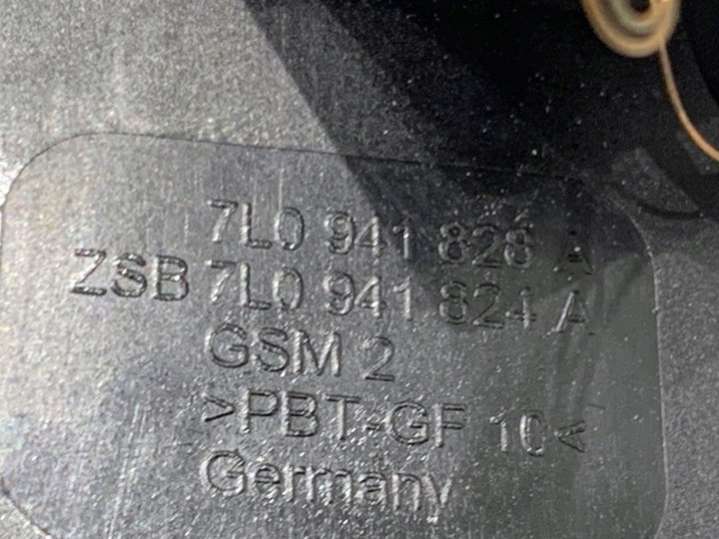 7L0 941 828 A
ZSB 7L0 941 824 A
GSM 2
>PBT-GF 10<
Germany